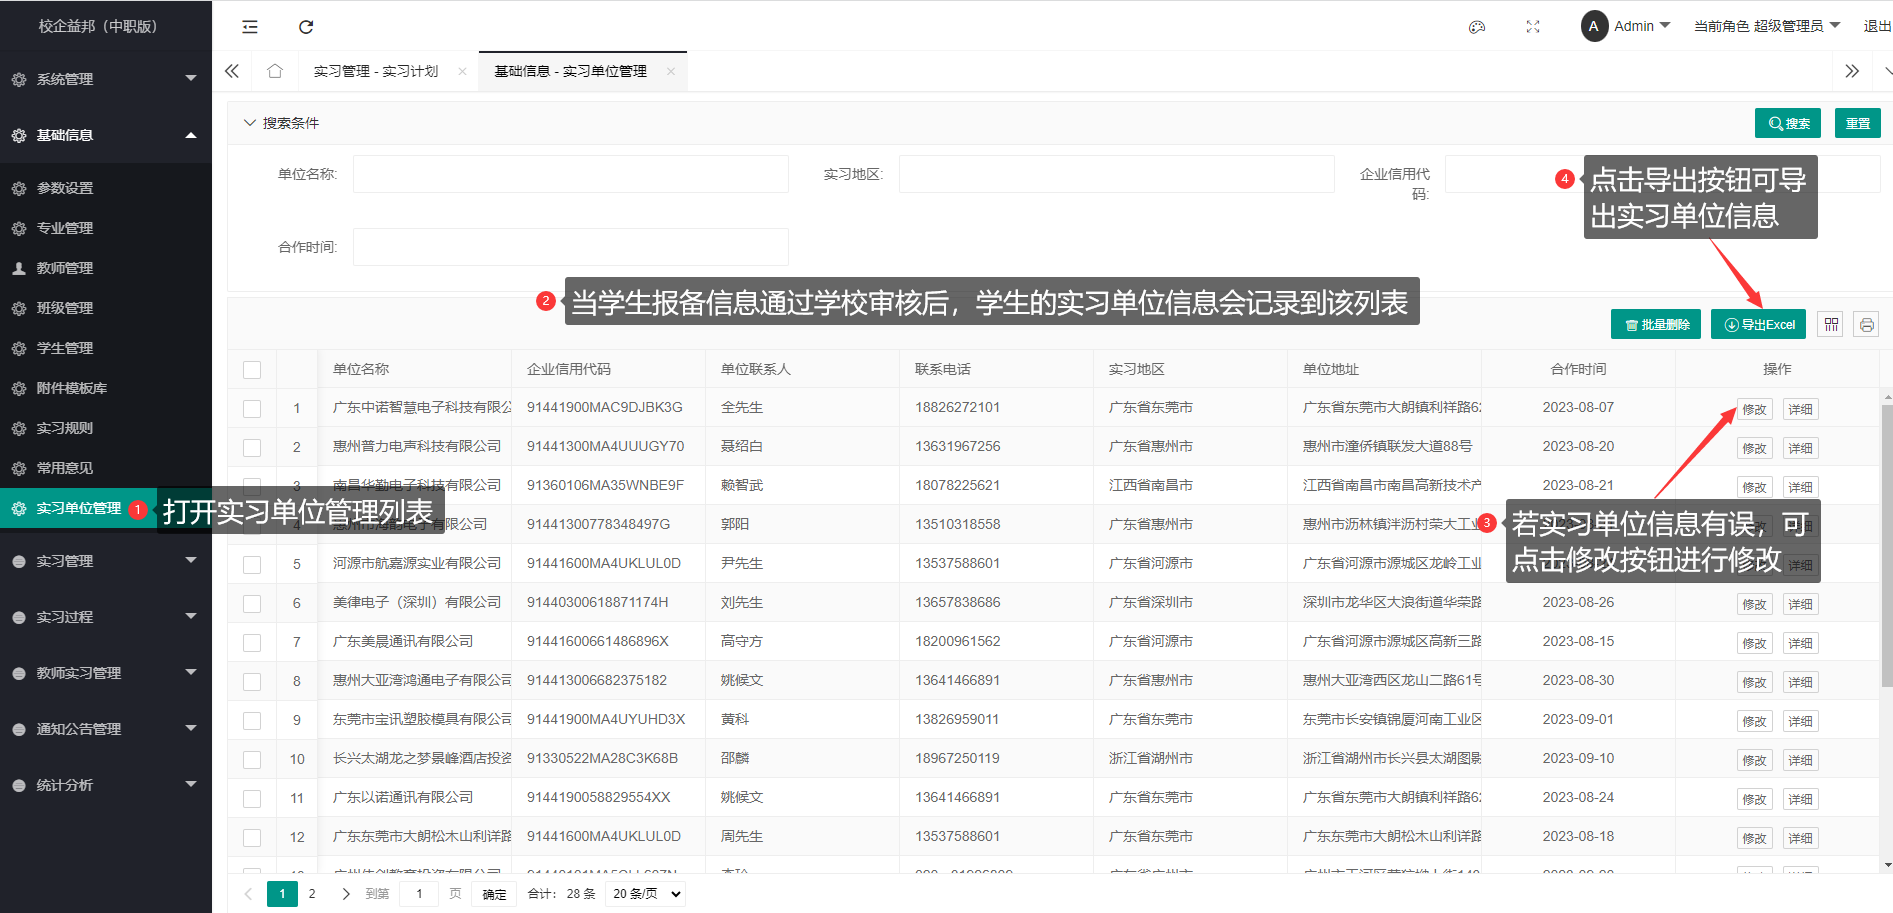 校企益邦（中职版）
A Admin 当前角色 超级管理员 退出
实习管理 - 实习计划 基础信息 - 实习单位管理
系统管理
基础信息
参数设置
专业管理
教师管理
班级管理
学生管理
附件模板库
实习规则
常用意见
实习单位管理
实习管理
实习过程
教师实习管理
通知公告管理
统计分析
1 打开实习单位管理列表
搜索条件 搜索 重置
单位名称: 实习地区: 企业信用代
码:
合作时间:
4 点击导出按钮可导
出实习单位信息
2 当学生报备信息通过学校审核后，学生的实习单位信息会记录到该列表
批量删除 导出Excel
单位名称 企业信用代码 单位联系人 联系电话 实习地区 单位地址 合作时间 操作
1 广东中诺智慧电子科技有限公 91441900MAC9DJBK3G 全先生 18826272101 广东省东莞市 广东省东莞市大朗镇利祥路6 2023-08-07 修改 详细
2 惠州普力电声科技有限公司 91441300MA4UUUGY70 聂绍白 13631967256 广东省惠州市 惠州市潼侨镇联发大道88号 2023-08-20 修改 详细
3 南昌华勤电子科技有限公司 91360106MA35WNBE9F 赖智武 18078225621 江西省南昌市 江西省南昌市南昌高新技术产 2023-08-21 修改 详细
4 91441300778348497G 郭阳 13510318558 广东省惠州市 惠州市沥林镇泮沥村荣大工业
3 若实习单位信息有误，可
点击修改按钮进行修改
5 河源市航嘉源实业有限公司 91441600MA4UKLUL0D 尹先生 13537588601 广东省河源市 广东省河源市源城区龙岭工业 详细
6 美律电子（深圳）有限公司 91440300618871174H 刘先生 13657838686 广东省深圳市 深圳市龙华区大浪街道华荣路 2023-08-26 修改 详细
7 广东美晨通讯有限公司 91441600661486896X 高守方 18200961562 广东省河源市 广东省河源市源城区高新三路 2023-08-15 修改 详细
8 惠州大亚湾鸿通电子有限公司 914413006682375182 姚候文 13641466891 广东省惠州市 惠州大亚湾西区龙山二路61号 2023-08-30 修改 详细
9 东莞市宝讯塑胶模具有限公司 91441900MA4UYUHD3X 黄科 13826959011 广东省东莞市 东莞市长安镇锦厦河南工业区 2023-09-01 修改 详细
10 长兴太湖龙之梦景峰酒店投资 91330522MA28C3K68B 邵麟 18967250119 浙江省湖州市 浙江省湖州市长兴县太湖图影 2023-09-10 修改 详细
11 广东以诺通讯有限公司 9144190058829554XX 姚候文 13641466891 广东省东莞市 广东省东莞市大朗镇利祥路6 2023-08-24 修改 详细
12 广东东莞市大朗松木山利详路 91441600MA4UKLUL0D 周先生 13537588601 广东省东莞市 广东东莞市大朗松木山利详路 2023-08-18 修改 详细
1 2 到第 1 页 确定 合计： 28 条 20 条/页